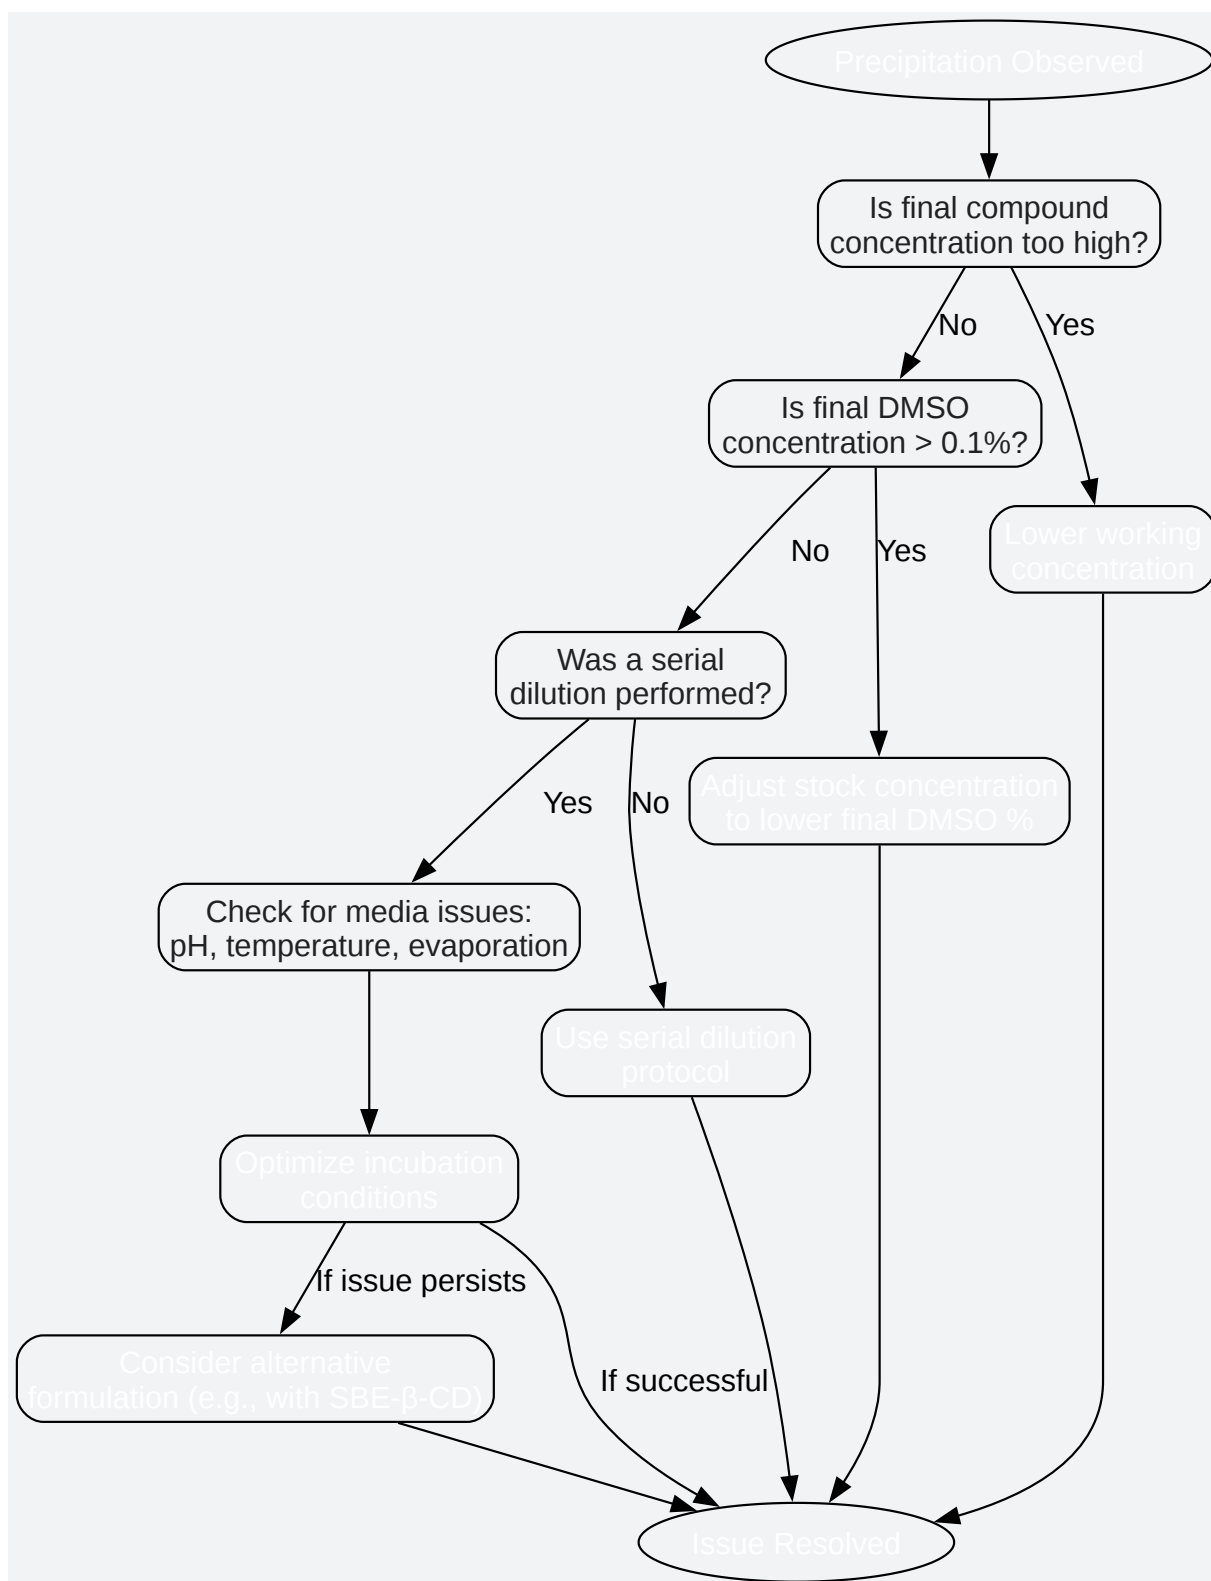 Precipitation Observed
Is final compound
concentration too high?
No
Yes
Is final DMSO
concentration > 0.1%?
No
Yes
Lower working
concentration
Was a serial
dilution performed?
Yes
No
Adjust stock concentration
to lower final DMSO %
Check for media issues:
pH, temperature, evaporation
Use serial dilution
protocol
Optimize incubation
conditions
If issue persists
If successful
Consider alternative
formulation (e.g., with SBE-β-CD)
Issue Resolved